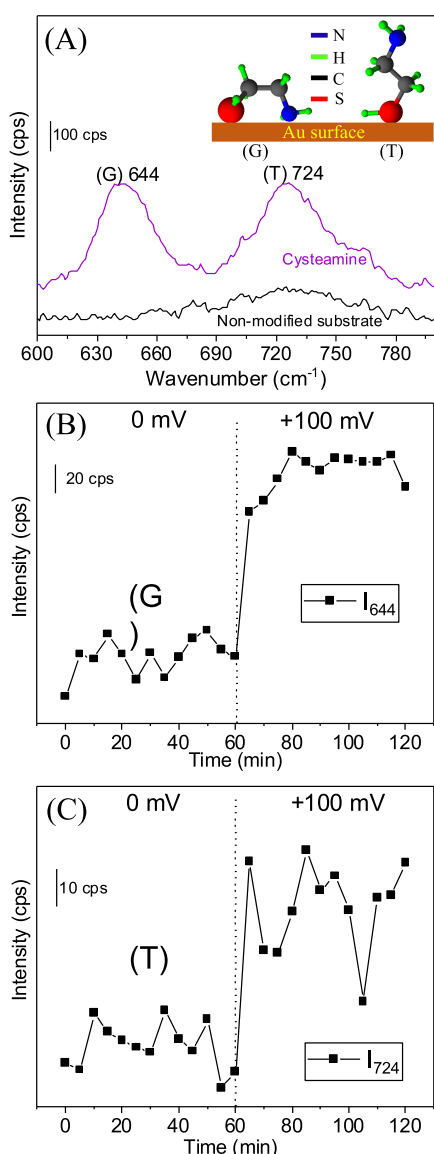 (A)
N
H
C
S
Au surface
(G)
(T)
100 cps
(G) 644
(T) 724
Cysteamine
Non-modified substrate
Intensity (cps)
600 630 660 690 720 750 780
Wavenumber (cm⁻¹)
(B)
0 mV
+100 mV
20 cps
(G
)
I₆₄₄
Intensity (cps)
0 20 40 60 80 100 120
Time (min)
(C)
0 mV
+100 mV
10 cps
(T)
I₇₂₄
Intensity (cps)
0 20 40 60 80 100 120
Time (min)